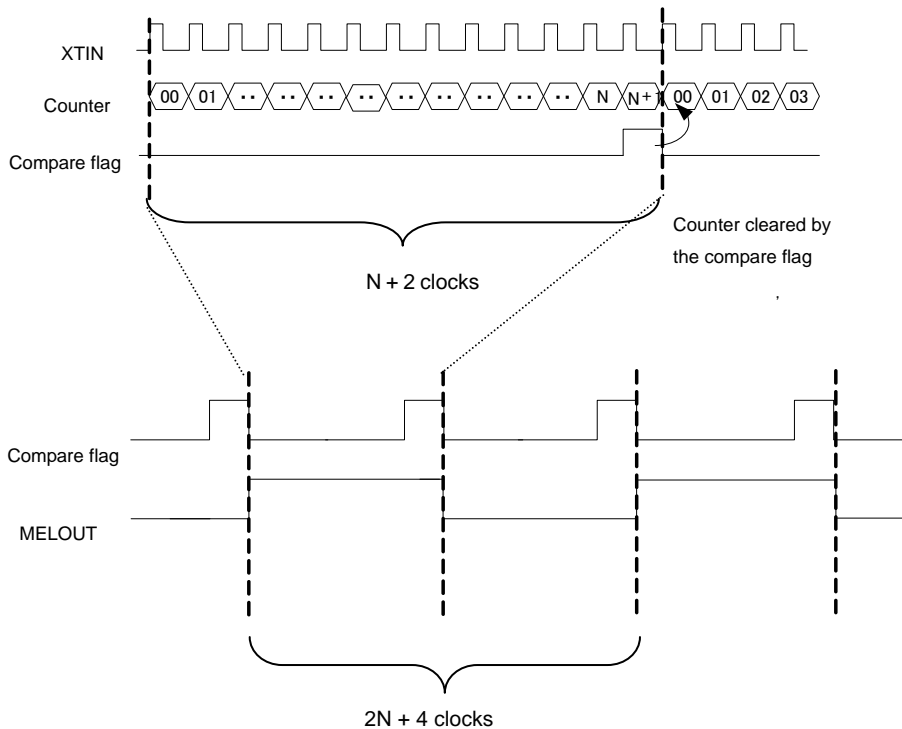 XTIN
Counter 00 01 ·· ·· ·· ·· ·· ·· ·· ·· ·· N N+1 00 01 02 03
Compare flag
Counter cleared by
the compare flag
N + 2 clocks
,
Compare flag
MELOUT
2N + 4 clocks